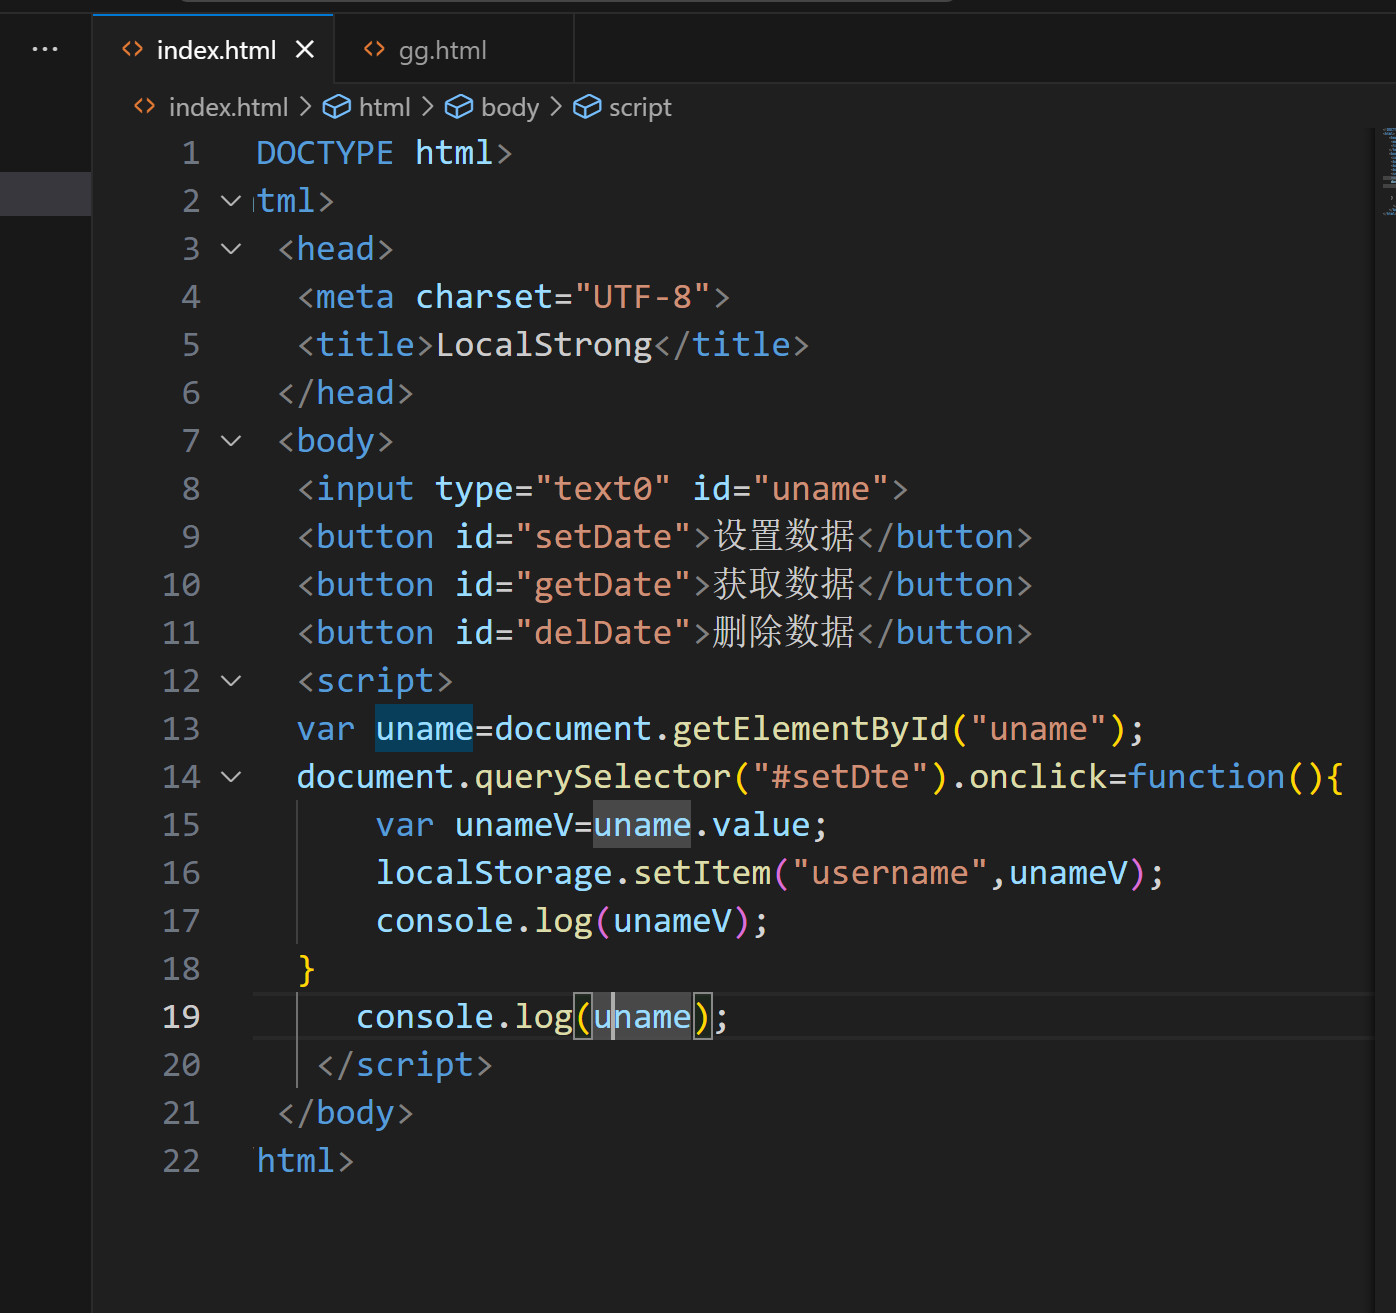 index.html gg.html
index.html > html > body > script
1 DOCTYPE html>
2 tml>
3 <head>
4 <meta charset="UTF-8">
5 <title>LocalStrong</title>
6 </head>
7 <body>
8 <input type="text0" id="uname">
9 <button id="setDate">设置数据</button>
10 <button id="getDate">获取数据</button>
11 <button id="delDate">删除数据</button>
12 <script>
13 var uname=document.getElementById("uname");
14 document.querySelector("#setDte").onclick=function(){
15 var unameV=uname.value;
16 localStorage.setItem("username",unameV);
17 console.log(unameV);
18 }
19 console.log(uname);
20 </script>
21 </body>
22 html>